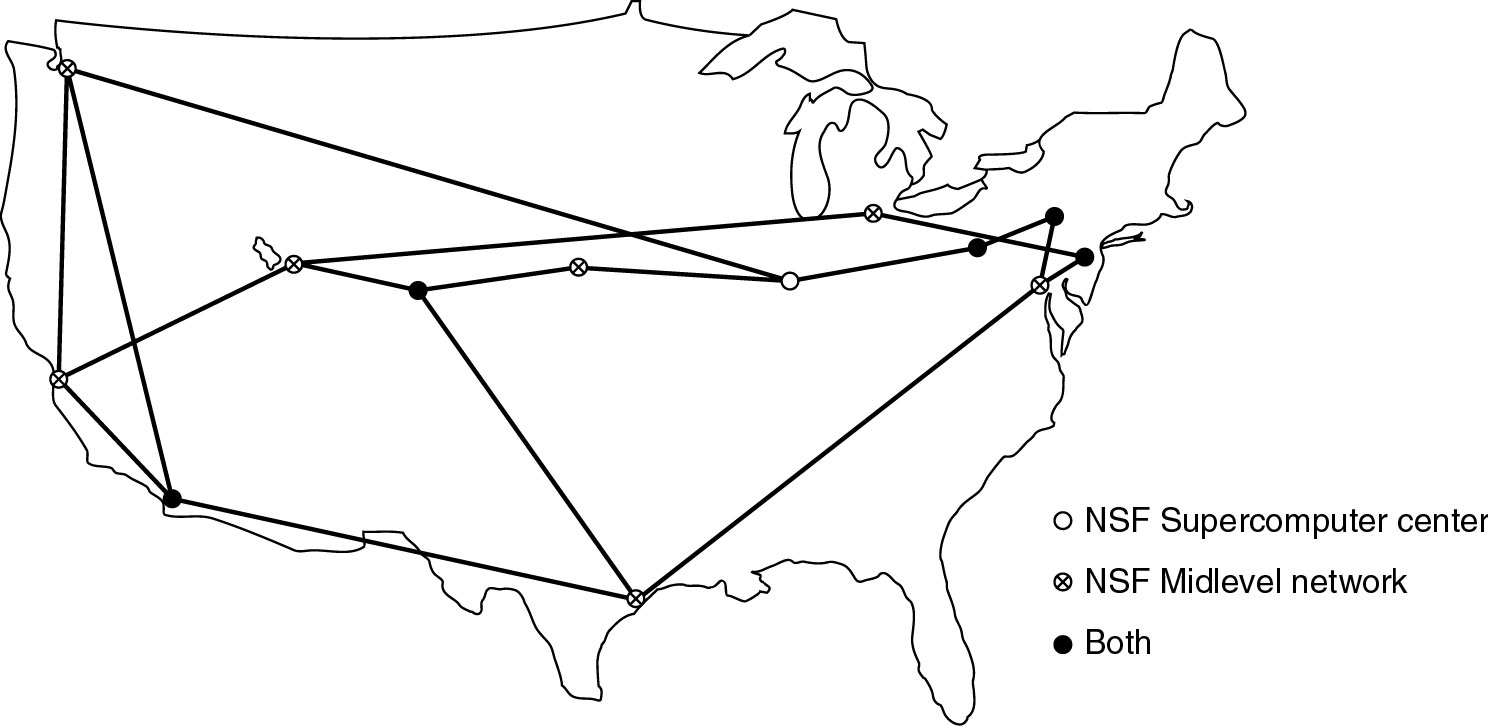 NSF Supercomputer center
NSF Midlevel network
Both